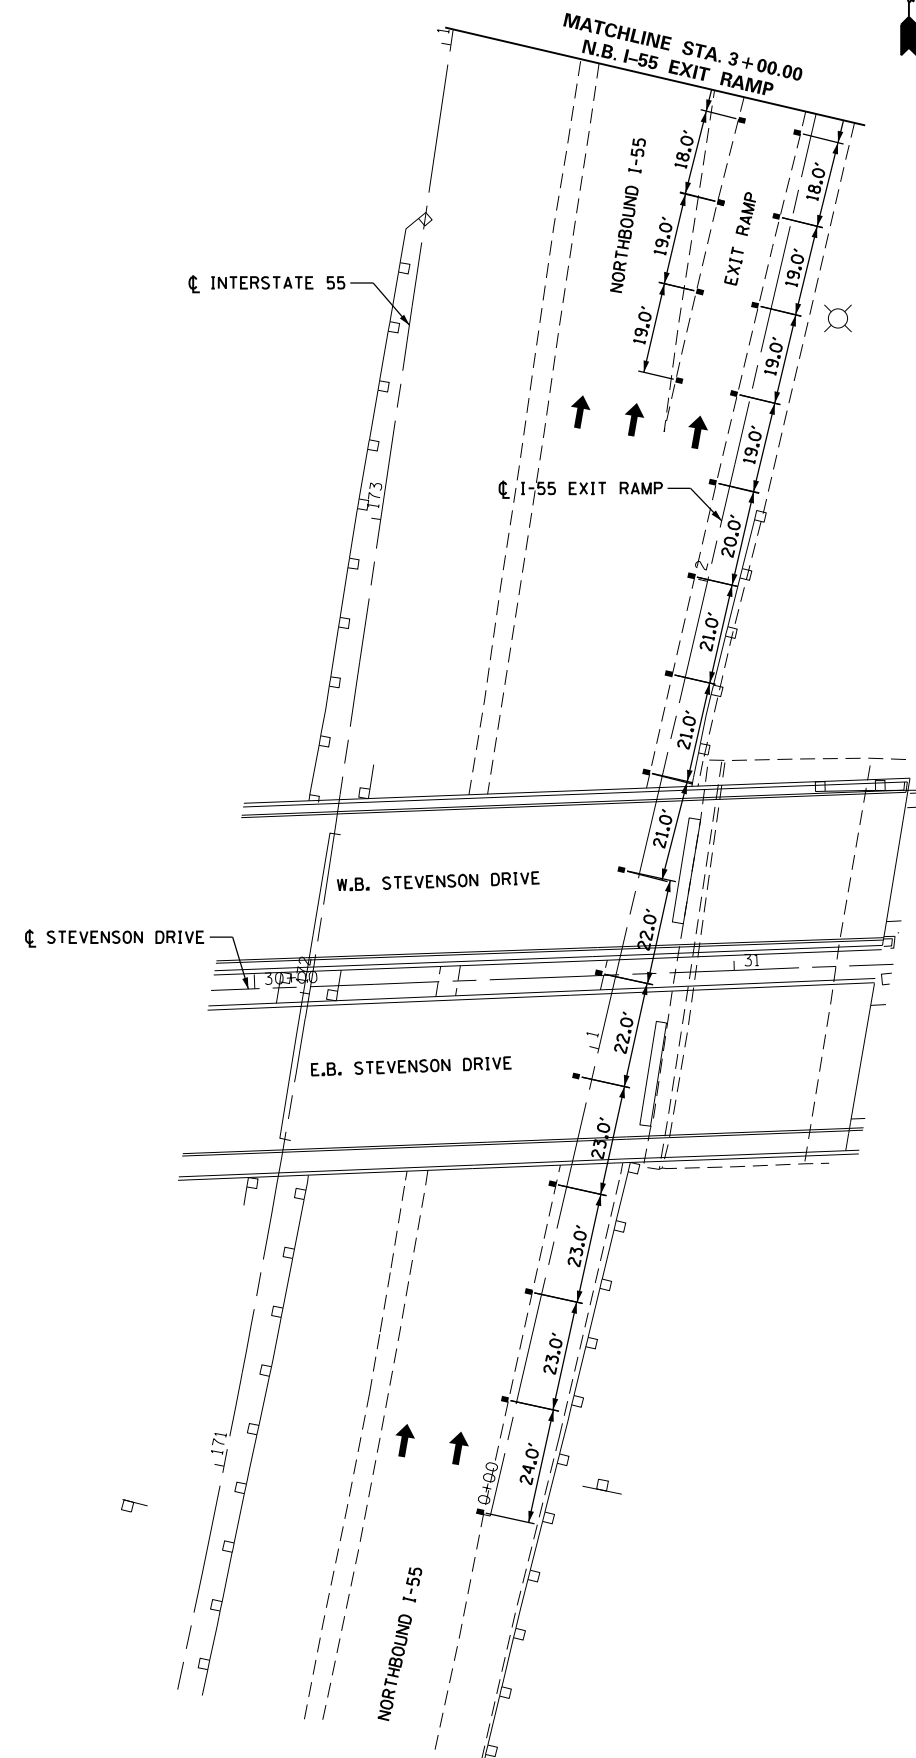 MATCHLINE STA. 3+00.00
N.B. I-55 EXIT RAMP
1
18.0'
NORTHBOUND I-55
18.0'
EXIT RAMP
19.0'
19.0'
℄ INTERSTATE 55
19.0'
19.0'
19.0'
℄ I-55 EXIT RAMP
173
20.0'
2
21.0'
21.0'
21.0'
W.B. STEVENSON DRIVE
22.0'
℄ STEVENSON DRIVE
30+00
31
22.0'
1
E.B. STEVENSON DRIVE
23.0'
23.0'
23.0'
171
24.0'
0+00
NORTHBOUND I-55